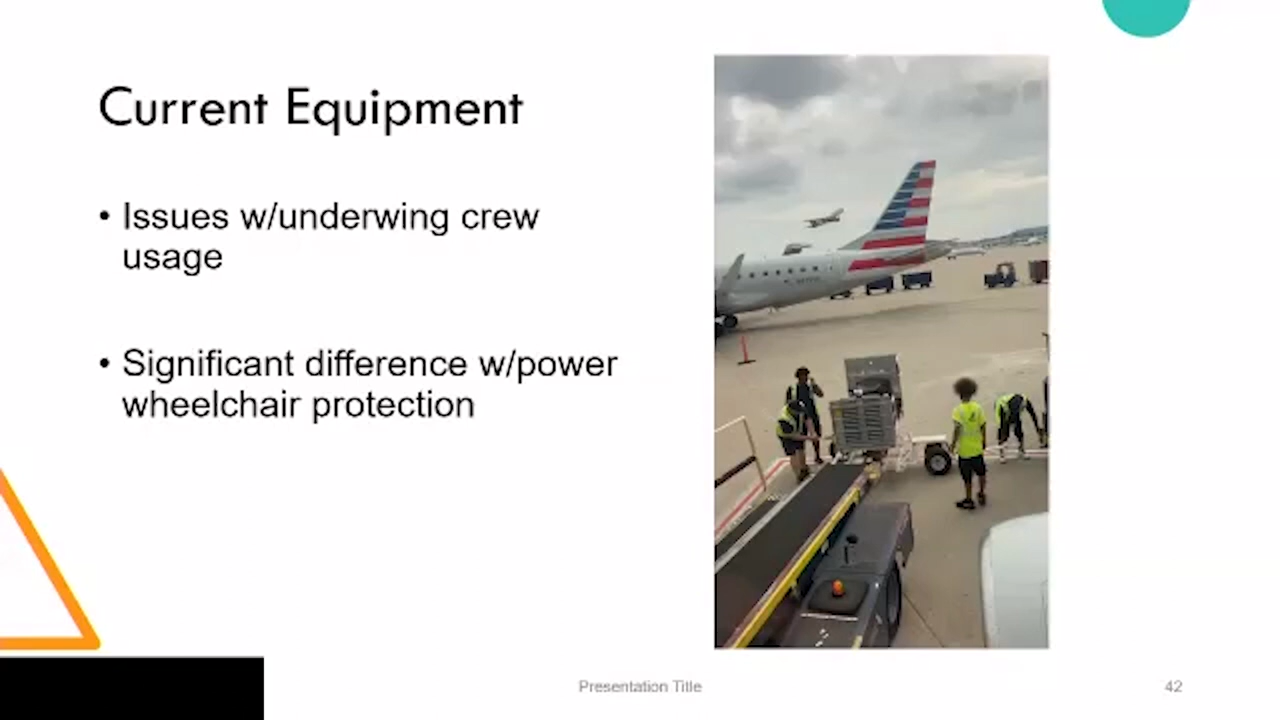 Current Equipment
• Issues w/underwing crew
usage
• Significant difference w/power
wheelchair protection
Presentation Title
42